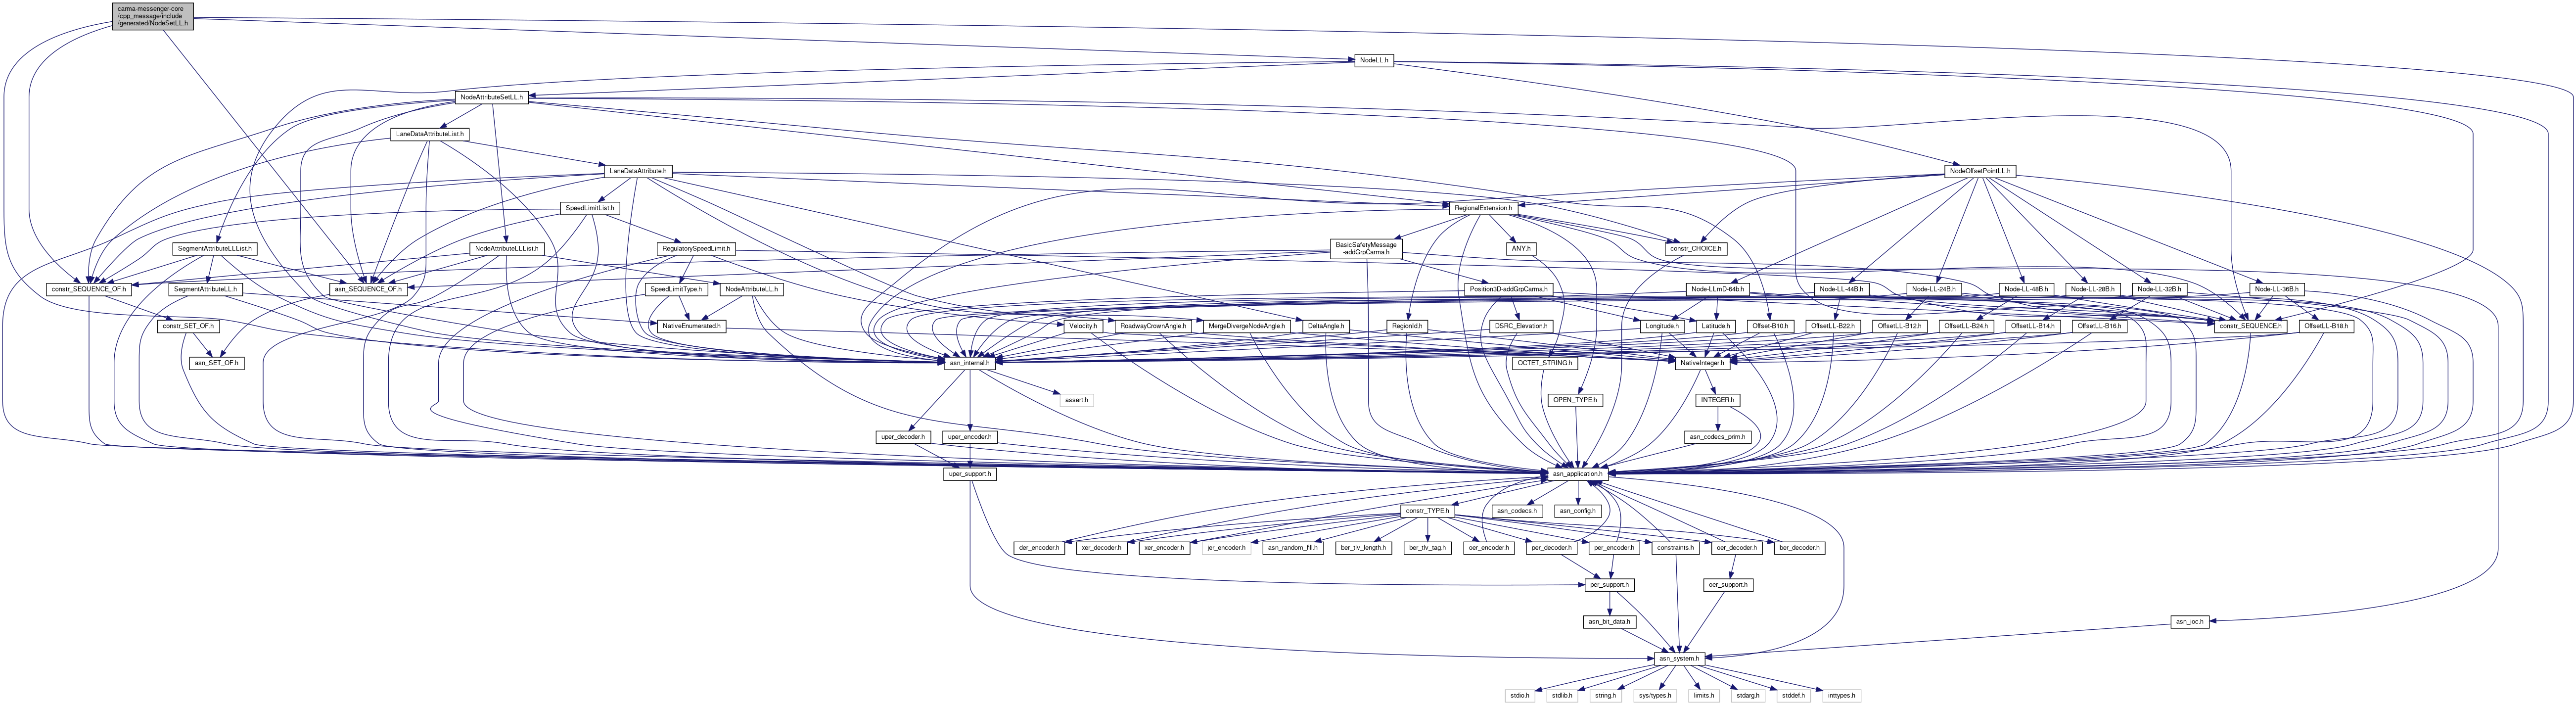 carma-messenger-core
/cpp_message/include
/generated/NodeSetLL.h
NodeLL.h
NodeAttributeSetLL.h
LaneDataAttributeList.h
LaneDataAttribute.h
NodeOffsetPointLL.h
SpeedLimitList.h
RegionalExtension.h
SegmentAttributeLLList.h
NodeAttributeLLList.h
RegulatorySpeedLimit.h
BasicSafetyMessage
-addGrpCarma.h
ANY.h
constr_CHOICE.h
constr_SEQUENCE_OF.h
SegmentAttributeLL.h
asn_SEQUENCE_OF.h
SpeedLimitType.h
NodeAttributeLL.h
Position3D-addGrpCarma.h
Node-LLmD-64b.h
Node-LL-44B.h
Node-LL-24B.h
Node-LL-48B.h
Node-LL-28B.h
Node-LL-32B.h
Node-LL-36B.h
constr_SET_OF.h
NativeEnumerated.h
Velocity.h
RoadwayCrownAngle.h
MergeDivergeNodeAngle.h
DeltaAngle.h
RegionId.h
DSRC_Elevation.h
Longitude.h
Latitude.h
Offset-B10.h
OffsetLL-B22.h
OffsetLL-B12.h
OffsetLL-B24.h
OffsetLL-B14.h
OffsetLL-B16.h
constr_SEQUENCE.h
OffsetLL-B18.h
asn_SET_OF.h
asn_internal.h
OCTET_STRING.h
NativeInteger.h
assert.h
OPEN_TYPE.h
INTEGER.h
uper_decoder.h
uper_encoder.h
asn_codecs_prim.h
uper_support.h
asn_application.h
constr_TYPE.h
asn_codecs.h
asn_config.h
der_encoder.h
xer_decoder.h
xer_encoder.h
jer_encoder.h
asn_random_fill.h
ber_tlv_length.h
ber_tlv_tag.h
oer_encoder.h
per_decoder.h
per_encoder.h
constraints.h
oer_decoder.h
ber_decoder.h
per_support.h
oer_support.h
asn_bit_data.h
asn_ioc.h
asn_system.h
stdio.h
stdlib.h
string.h
sys/types.h
limits.h
stdarg.h
stddef.h
inttypes.h